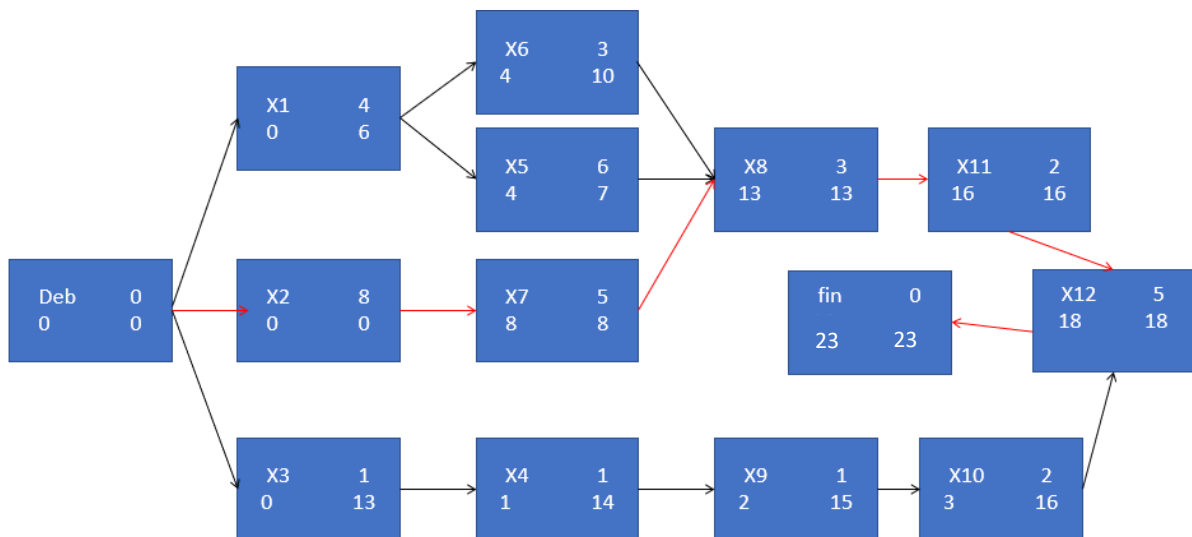 X6 3
4 10
X1 4
0 6
X5 6
4 7
X8 3
13 13
X11 2
16 16
Deb 0
0 0
X2 8
0 0
X7 5
8 8
fin 0
23 23
X12 5
18 18
X3 1
0 13
X4 1
1 14
X9 1
2 15
X10 2
3 16